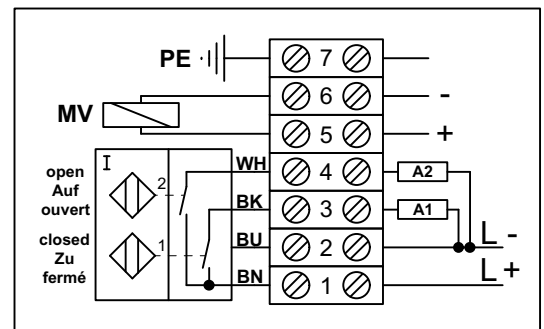 PE 7
MV 6 -
5 +
open
Auf
ouvert
I 2 WH 4 A2
BK 3 A1
closed
Zu
fermé
1 BU 2 L -
BN 1 L+